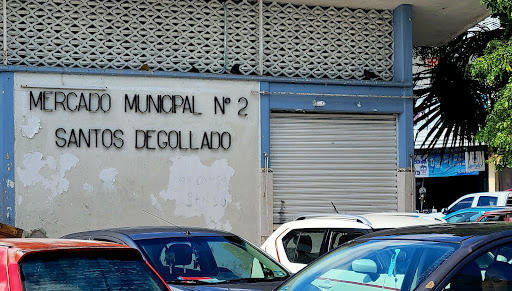 MERCADO MUNICIPAL Nº 2
SANTOS DEGOLLADO